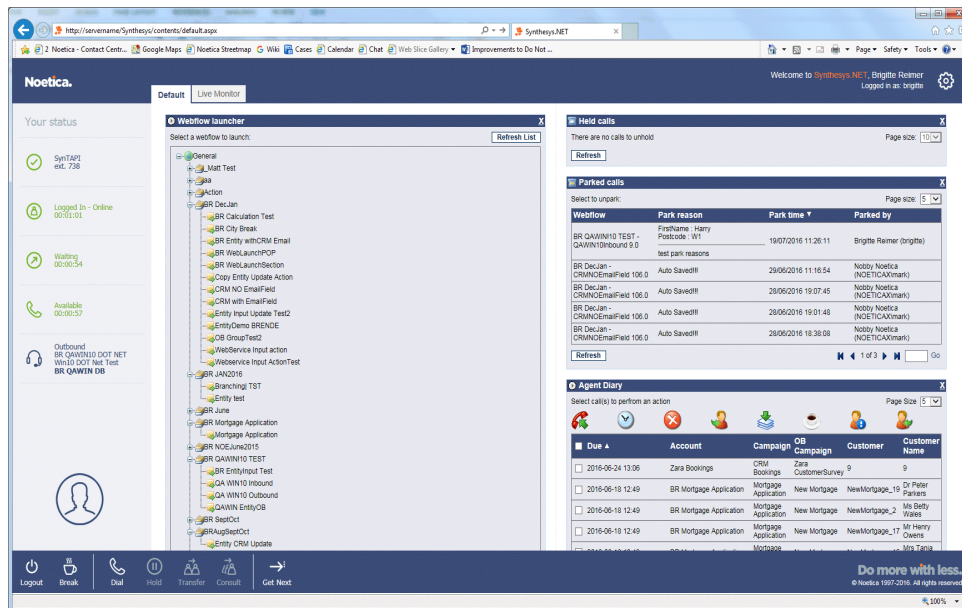 http://servername/Synthesys/contents/default.aspx
Synthesys.NET
2 Noetica - Contact Centr...
Google Maps
Noetica Streetmap
Wiki
Cases
Calendar
Chat
Web Slice Gallery
Improvements to Do Not ...
Page
Safety
Tools
Noetica.
Default
Live Monitor
Welcome to Synthesys.NET, Brigitte Reimer
Logged in as: brigitte
Your status
SynTAPI
ext. 738
Logged In - Online
00:01:01
Waiting
00:00:54
Available
00:00:57
Outbound
BR QAWIN10 DOT NET
Win10 DOT Net Test
BR QAWIN DB
Webflow launcher X
Select a webflow to launch: Refresh List
General
_Matt Test
aa
Action
BR DecJan
BR Calculation Test
BR City Break
BR Entity withCRM Email
BR WebLaunchPOP
BR WebLaunchSection
Copy Entity Update Action
CRM NO EmailField
CRM with EmailField
Entity Input Update Test2
EntityDemo BRENDE
OB GroupTest2
WebService Input action
Webservice Input ActionTest
BR JAN2016
Branching| TST
Entity test
BR June
BR Mortgage Application
Mortgage Application
BR NOEJune2015
BR QAWINI10 TEST
BR EntityInput Test
QA WIN10 Inbound
QA WIN10 Outbound
QAWIN EntityOB
BR SeptOct
BRAugSeptOct
Entity CRM Update
Held calls X
There are no calls to unhold Page size: 10
Refresh
Parked calls X
Select to unpark: Page size: 5
Webflow Park reason Park time Parked by
BR QAWINI10 TEST - QAWIN10Inbound 9.0 FirstName : Harry Postcode : W1 test park reasons 19/07/2016 11:26:11 Brigitte Reimer (brigitte)
BR DecJan - CRMNOEmailField 106.0 Auto Saved!!! 29/06/2016 11:16:54 Nobby Noetica (NOETICAX\mark)
BR DecJan - CRMNOEmailField 106.0 Auto Saved!!! 28/06/2016 19:07:45 Nobby Noetica (NOETICAX\mark)
BR DecJan - CRMNOEmailField 106.0 Auto Saved!!! 28/06/2016 19:01:48 Nobby Noetica (NOETICAX\mark)
BR DecJan - CRMNOEmailField 106.0 Auto Saved!!! 28/06/2016 18:38:08 Nobby Noetica (NOETICAX\mark)
Refresh 1 of 3 Go
Agent Diary X
Select call(s) to perfrom an action Page Size 5
Due Account Campaign OB Campaign Customer Customer Name
2016-06-24 13:06 Zara Bookings CRM Bookings Zara CustomerSurvey 9 9
2016-06-18 12:49 BR Mortgage Application Mortgage Application New Mortgage NewMortgage_19 Dr Peter Parkers
2016-06-18 12:49 BR Mortgage Application Mortgage Application New Mortgage NewMortgage_2 Ms Betty Wales
2016-06-18 12:49 BR Mortgage Application Mortgage Application New Mortgage NewMortgage_17 Mr Henry Owens
Mortgage Mrs Tania
Logout
Break
Dial
Hold
Transfer
Consult
Get Next
Do more with less.
© Noetica 1997-2016. All rights reserved
100%